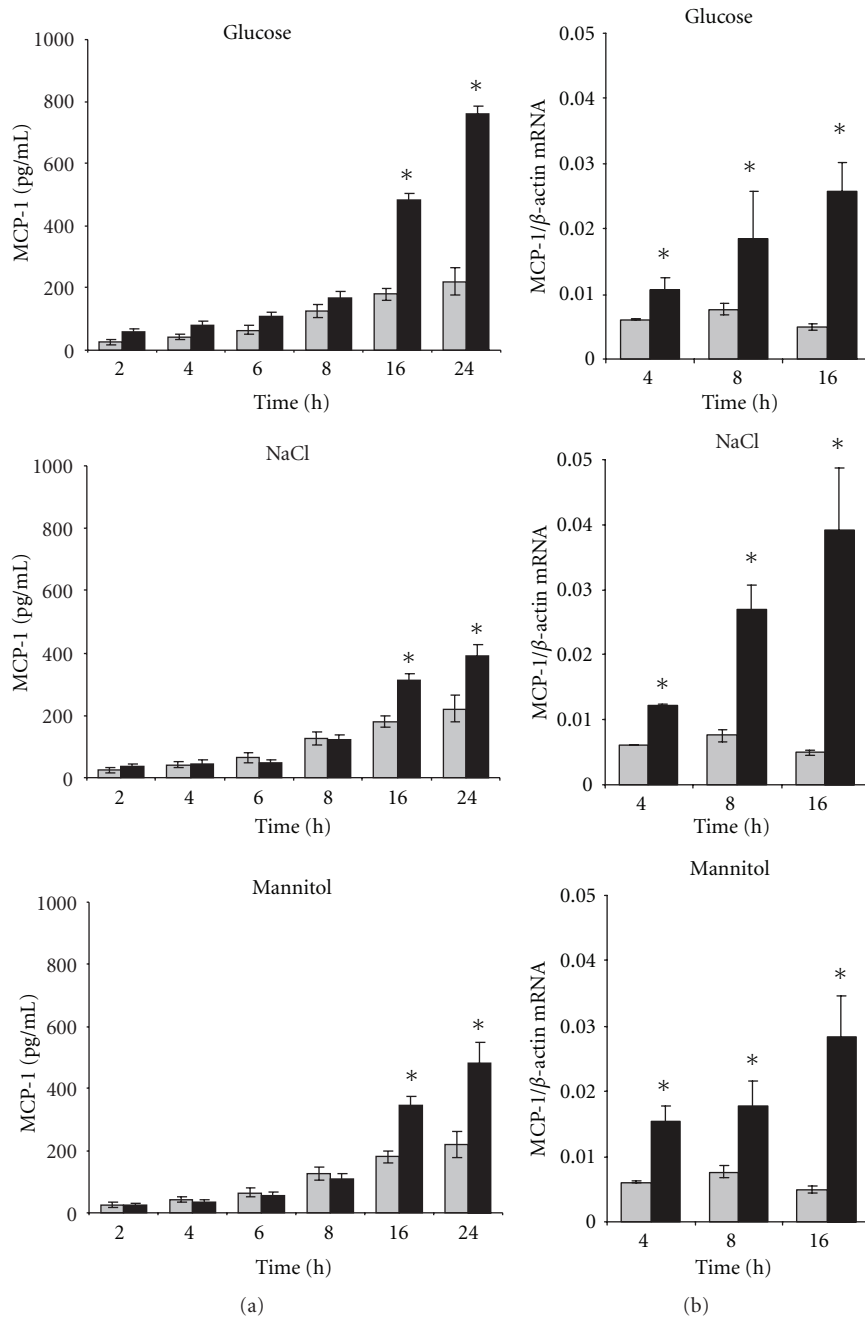 Glucose
1000
800
600
400
200
0
MCP-1 (pg/mL)
*
*
2 4 6 8 16 24
Time (h)
Glucose
0.05
0.04
0.03
0.02
0.01
0
MCP-1/β-actin mRNA
*
*
*
4 8 16
Time (h)
NaCl
1000
800
600
400
200
0
MCP-1 (pg/mL)
*
*
2 4 6 8 16 24
Time (h)
NaCl
0.05
0.04
0.03
0.02
0.01
0
MCP-1/β-actin mRNA
*
*
*
4 8 16
Time (h)
Mannitol
1000
800
600
400
200
0
MCP-1 (pg/mL)
*
*
2 4 6 8 16 24
Time (h)
(a)
Mannitol
0.05
0.04
0.03
0.02
0.01
0
MCP-1/β-actin mRNA
*
*
*
4 8 16
Time (h)
(b)